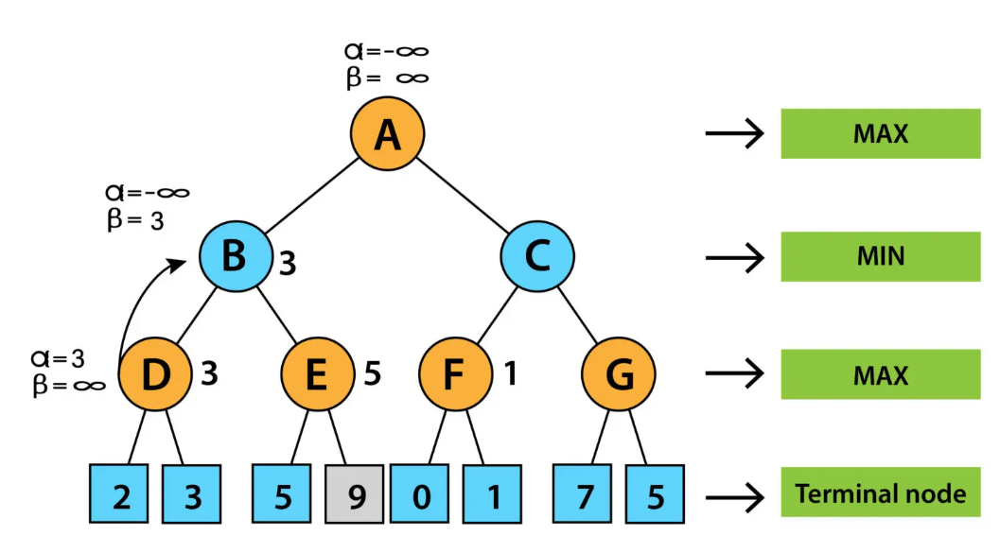 α=-∞
β= ∞
A
MAX
α=-∞
β= 3
B
3
C
MIN
α=3
β=∞
D
3
E
5
F
1
G
MAX
2
3
5
9
0
1
7
5
Terminal node